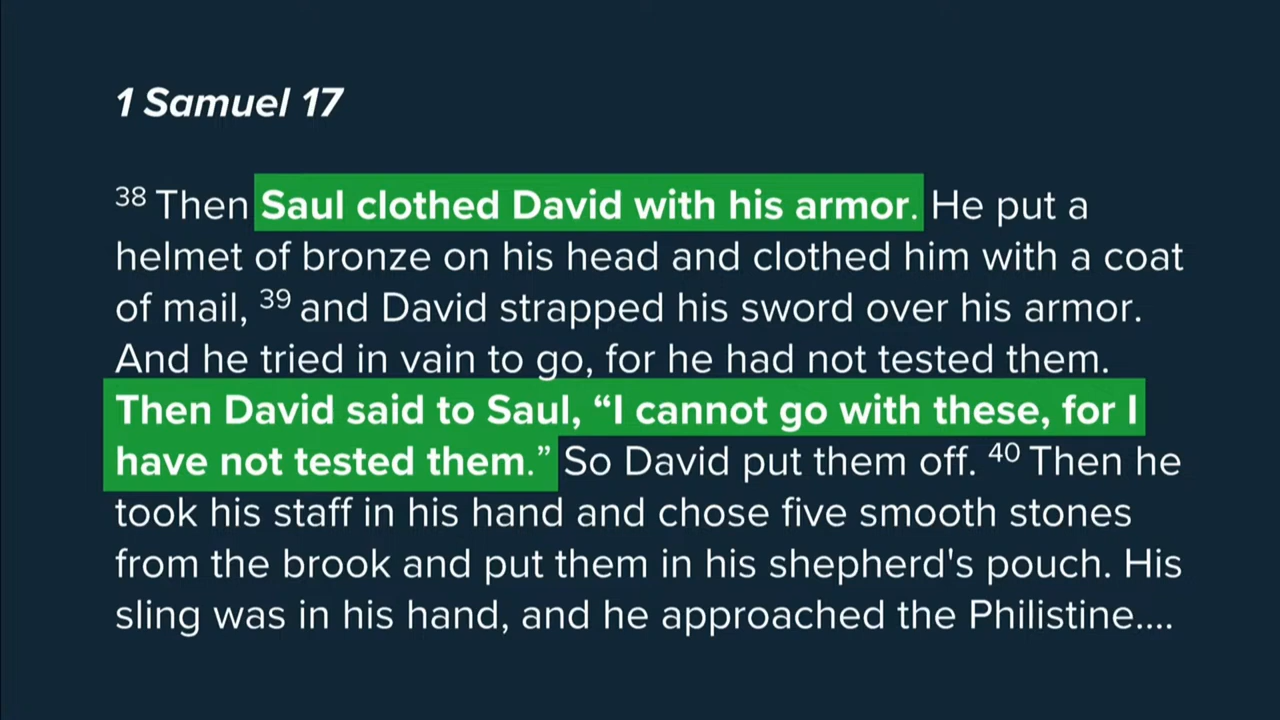 1 Samuel 17
38 Then Saul clothed David with his armor. He put a
helmet of bronze on his head and clothed him with a coat
of mail, 39 and David strapped his sword over his armor.
And he tried in vain to go, for he had not tested them.
Then David said to Saul, “I cannot go with these, for I
have not tested them.” So David put them off. 40 Then he
took his staff in his hand and chose five smooth stones
from the brook and put them in his shepherd's pouch. His
sling was in his hand, and he approached the Philistine....